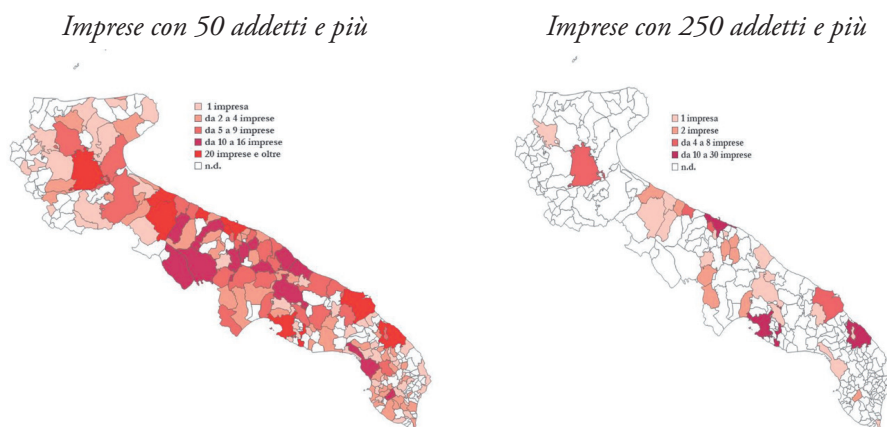 Imprese con 50 addetti e più
1 impresa
da 2 a 4 imprese
da 5 a 9 imprese
da 10 a 16 imprese
20 imprese e oltre
n.d.
Imprese con 250 addetti e più
1 impresa
2 imprese
da 4 a 8 imprese
da 10 a 30 imprese
n.d.